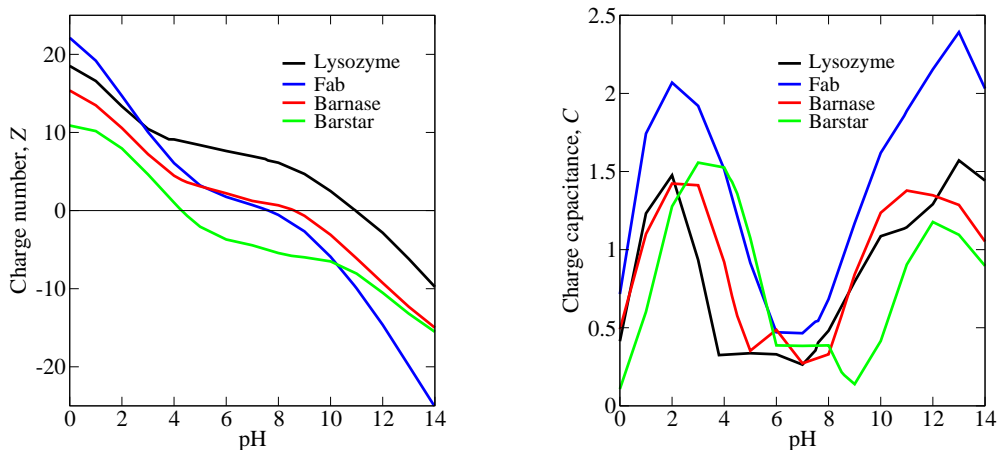 Charge number, Z
20
10
0
-10
-20
Lysozyme
Fab
Barnase
Barstar
0 2 4 6 8 10 12 14
pH
Charge capacitance, C
2.5
2
1.5
1
0.5
0
Lysozyme
Fab
Barnase
Barstar
0 2 4 6 8 10 12 14
pH